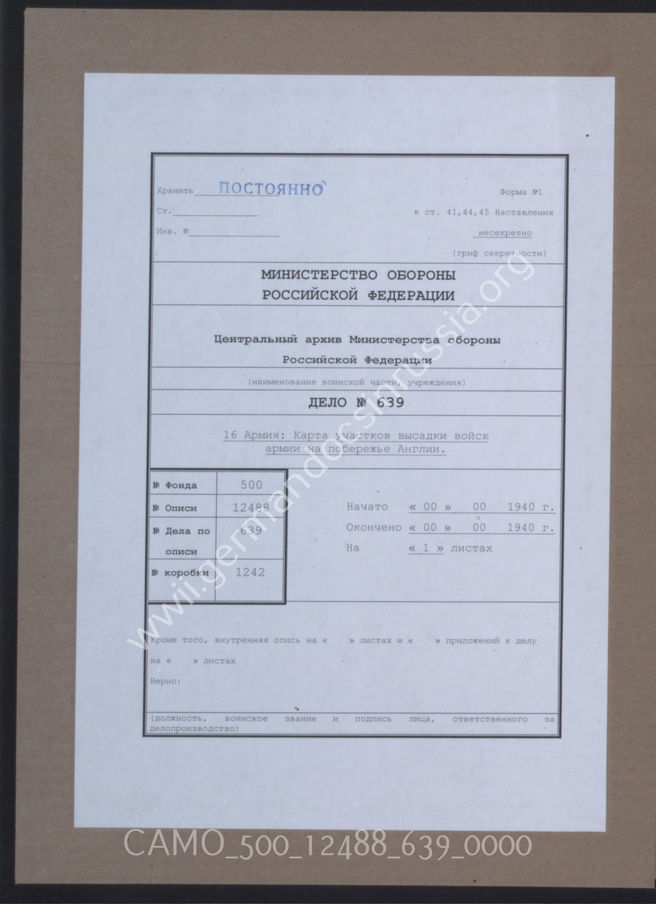 Хранить ПОСТОЯННО Форма №1
Ст. к ст. 41,44,45 Наставления
Инв. № несекретно
(гриф секретности)
МИНИСТЕРСТВО ОБОРОНЫ
РОССИЙСКОЙ ФЕДЕРАЦИИ
Центральный архив Министерства обороны
Российской Федерации
(наименование воинской части, учреждения)
ДЕЛО № 639
16 Армия: Карта участков высадки войск
армии на побережье Англии.
№ Фонда 500
№ Описи 12488
№ Дела по 639
описи
№ коробки 1242
Начато « 00 » 00 1940 г.
Окончено « 00 » 00 1940 г.
На « 1 » листах
Кроме того, внутренняя опись на « » листах и « » приложений к делу
на « » листах
Верно:
(должность, воинское звание и подпись лица, ответственного за
делопроизводство)
wwii.germandocsinrussia.org
CAMO_500_12488_639_0000